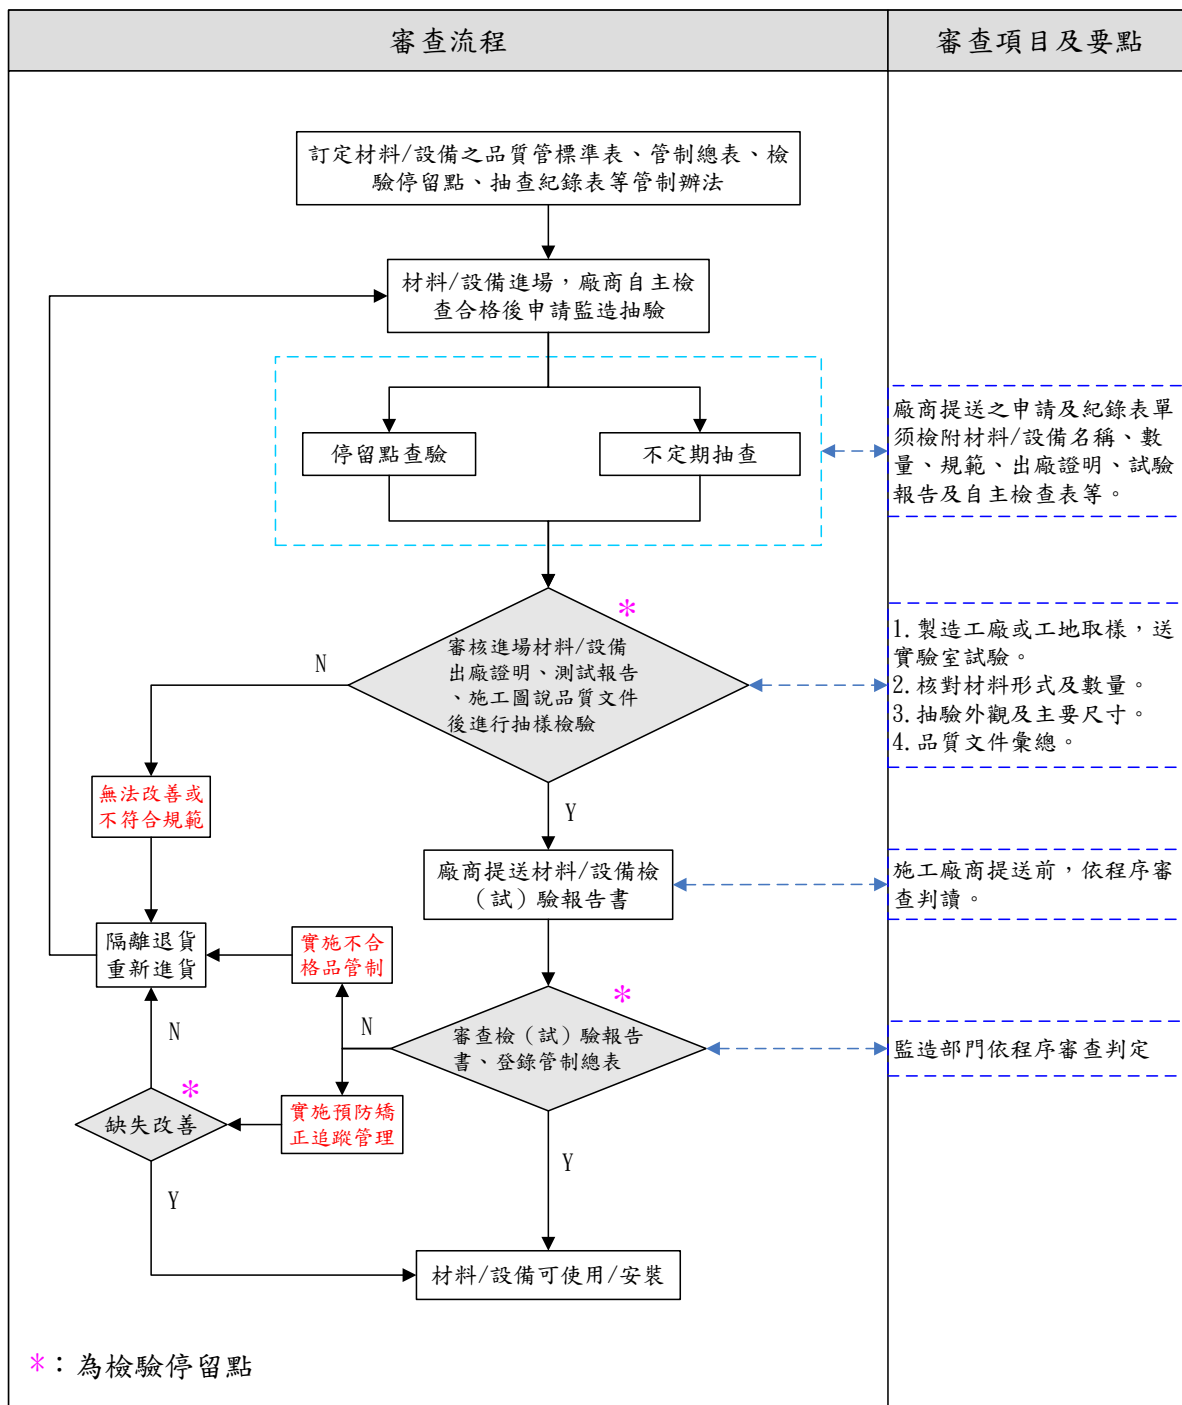 審查流程
審查項目及要點
訂定材料/設備之品質管標準表、管制總表、檢
驗停留點、抽查紀錄表等管制辦法
材料/設備進場，廠商自主檢
查合格後申請監造抽驗
停留點查驗
不定期抽查
廠商提送之申請及紀錄表單
須檢附材料/設備名稱、數
量、規範、出廠證明、試驗
報告及自主檢查表等。
*
審核進場材料/設備
出廠證明、測試報告
、施工圖說品質文件
後進行抽樣檢驗
N
1.製造工廠或工地取樣，送
實驗室試驗。
2.核對材料形式及數量。
3.抽驗外觀及主要尺寸。
4.品質文件彙總。
無法改善或
不符合規範
Y
廠商提送材料/設備檢
（試）驗報告書
施工廠商提送前，依程序審
查判讀。
隔離退貨
重新進貨
實施不合
格品管制
*
審查檢（試）驗報告
書、登錄管制總表
N
N
監造部門依程序審查判定
*
缺失改善
實施預防矯
正追蹤管理
Y
Y
材料/設備可使用/安裝
*：為檢驗停留點